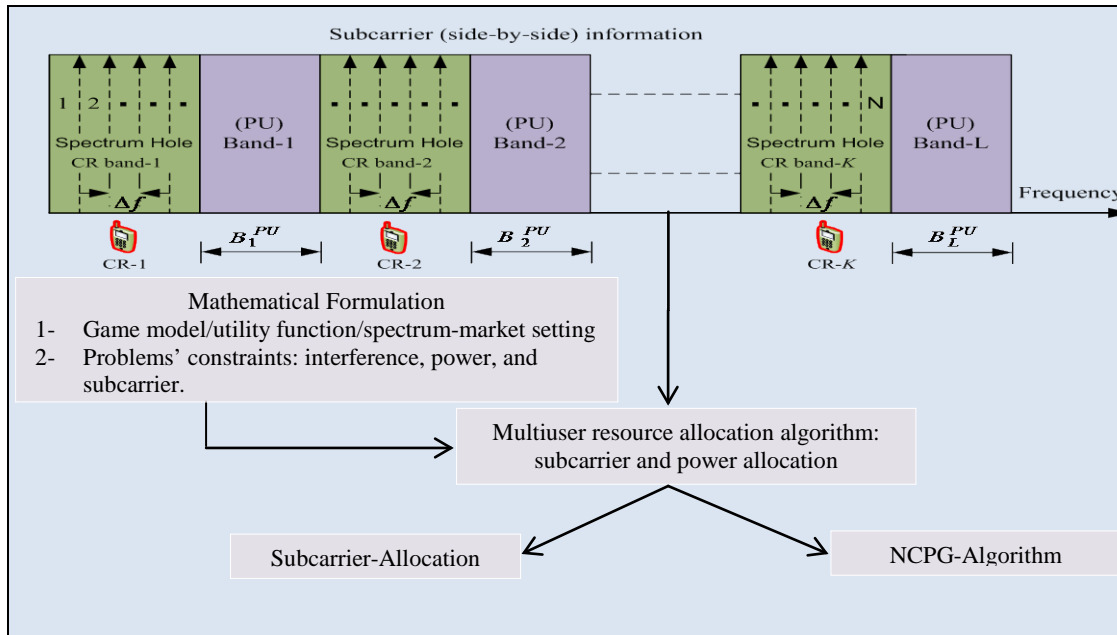 Subcarrier (side-by-side) information
1 2 - - - -
Spectrum Hole
CR band-1
Δf
(PU)
Band-1
- - - - - -
Spectrum Hole
CR band-2
Δf
(PU)
Band-2
- - - - - N
Spectrum Hole
CR band-K
Δf
(PU)
Band-L
Frequency
CR-1
B₁ᴾᵁ
CR-2
B₂ᴾᵁ
CR-K
B_Lᴾᵁ
Mathematical Formulation
1- Game model/utility function/spectrum-market setting
2- Problems’ constraints: interference, power, and
subcarrier.
Multiuser resource allocation algorithm:
subcarrier and power allocation
Subcarrier-Allocation
NCPG-Algorithm